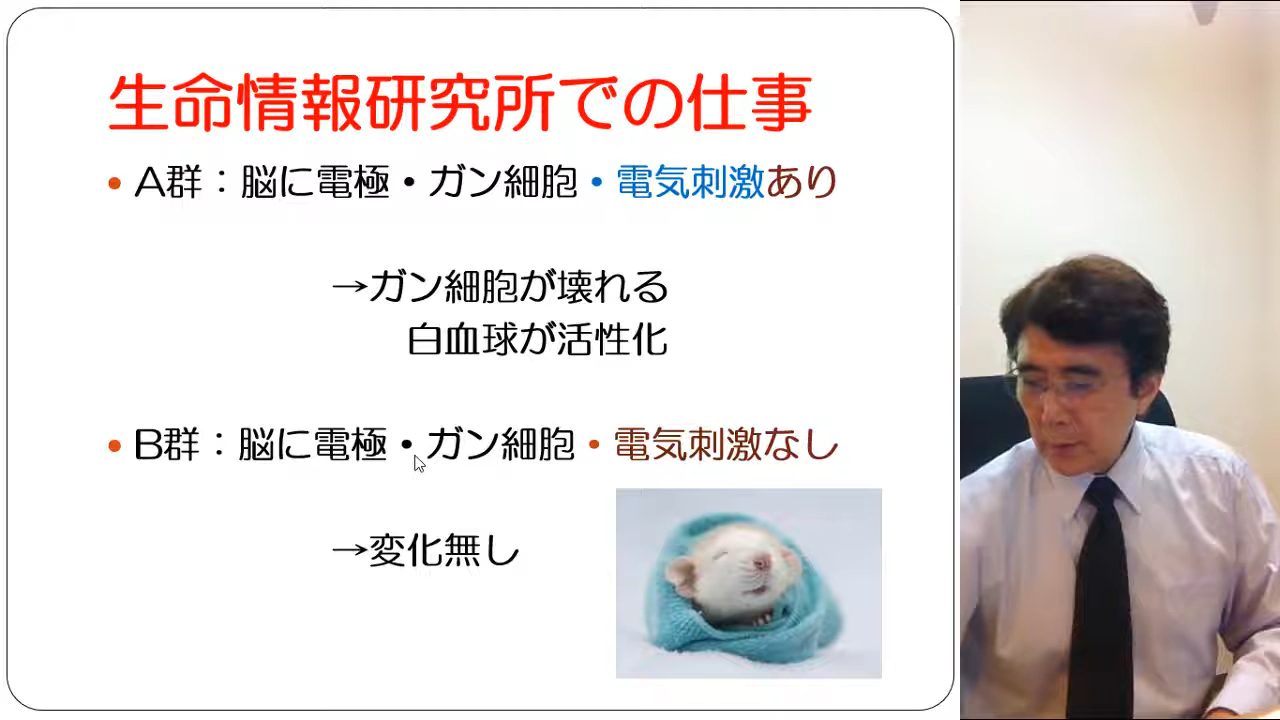 生命情報研究所での仕事
• A群：脳に電極・ガン細胞・電気刺激あり
→ガン細胞が壊れる
白血球が活性化
• B群：脳に電極・ガン細胞・電気刺激なし
→変化無し